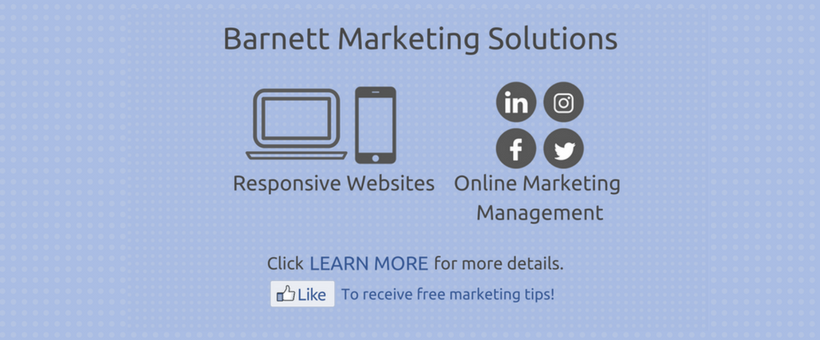 Barnett Marketing Solutions
Responsive Websites
Online Marketing
Management
Click LEARN MORE for more details.
Like To receive free marketing tips!